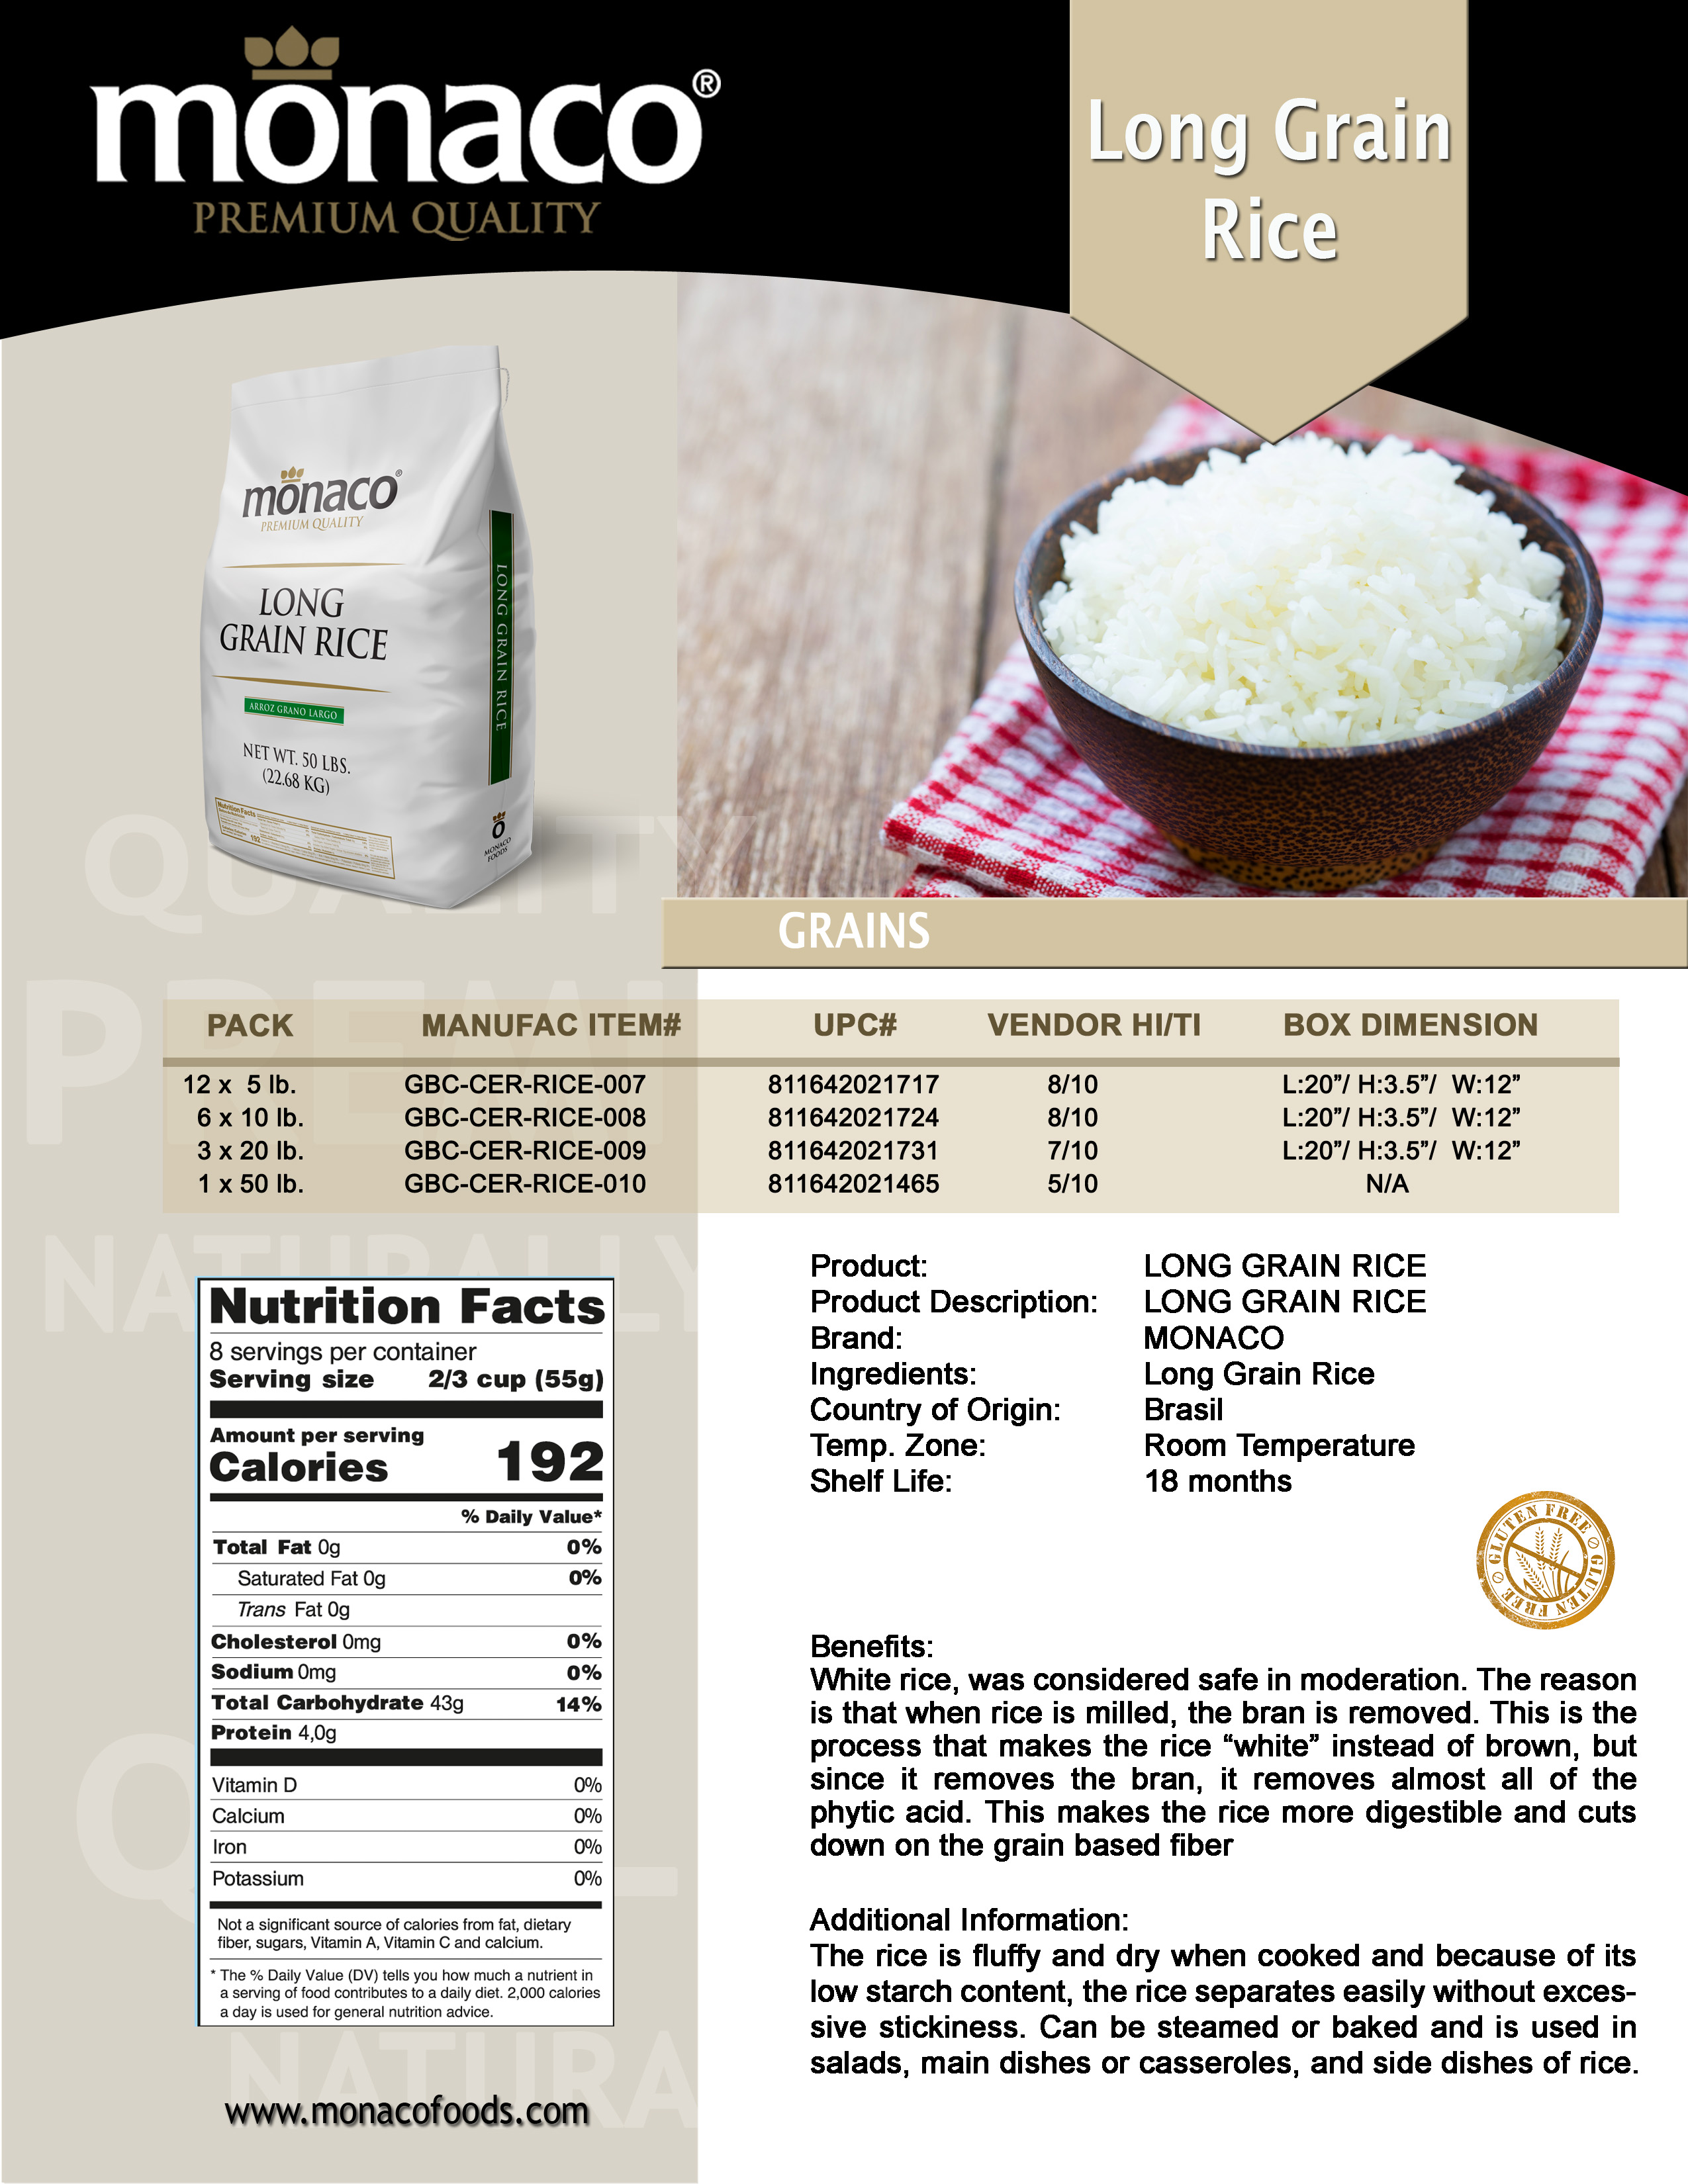 monaco®
PREMIUM QUALITY
Long Grain
Rice
monaco®
PREMIUM QUALITY
LONG
GRAIN RICE
ARROZ GRANO LARGO
NET WT. 50 LBS.
(22.68 KG)
LONG GRAIN RICE
MONACO
FOODS
Nutrition Facts
192
QUALITY
GRAINS
PREMI
PACK MANUFAC ITEM# UPC# VENDOR HI/TI BOX DIMENSION
12 x 5 lb. GBC-CER-RICE-007 811642021717 8/10 L:20”/ H:3.5”/ W:12”
6 x 10 lb. GBC-CER-RICE-008 811642021724 8/10 L:20”/ H:3.5”/ W:12”
3 x 20 lb. GBC-CER-RICE-009 811642021731 7/10 L:20”/ H:3.5”/ W:12”
1 x 50 lb. GBC-CER-RICE-010 811642021465 5/10 N/A
NATURALLY
Nutrition Facts
8 servings per container
Serving size 2/3 cup (55g)
Amount per serving
Calories 192
% Daily Value*
Total Fat 0g 0%
Saturated Fat 0g 0%
Trans Fat 0g
Cholesterol 0mg 0%
Sodium 0mg 0%
Total Carbohydrate 43g 14%
Protein 4,0g
Vitamin D 0%
Calcium 0%
Iron 0%
Potassium 0%
Not a significant source of calories from fat, dietary
fiber, sugars, Vitamin A, Vitamin C and calcium.
* The % Daily Value (DV) tells you how much a nutrient in
a serving of food contributes to a daily diet. 2,000 calories
a day is used for general nutrition advice.
NATURA
www.monacofoods.com
Product: LONG GRAIN RICE
Product Description: LONG GRAIN RICE
Brand: MONACO
Ingredients: Long Grain Rice
Country of Origin: Brasil
Temp. Zone: Room Temperature
Shelf Life: 18 months
GLUTEN FREE
GLUTEN FREE
Benefits:
White rice, was considered safe in moderation. The reason
is that when rice is milled, the bran is removed. This is the
process that makes the rice “white” instead of brown, but
since it removes the bran, it removes almost all of the
phytic acid. This makes the rice more digestible and cuts
down on the grain based fiber
Additional Information:
The rice is fluffy and dry when cooked and because of its
low starch content, the rice separates easily without exces-
sive stickiness. Can be steamed or baked and is used in
salads, main dishes or casseroles, and side dishes of rice.